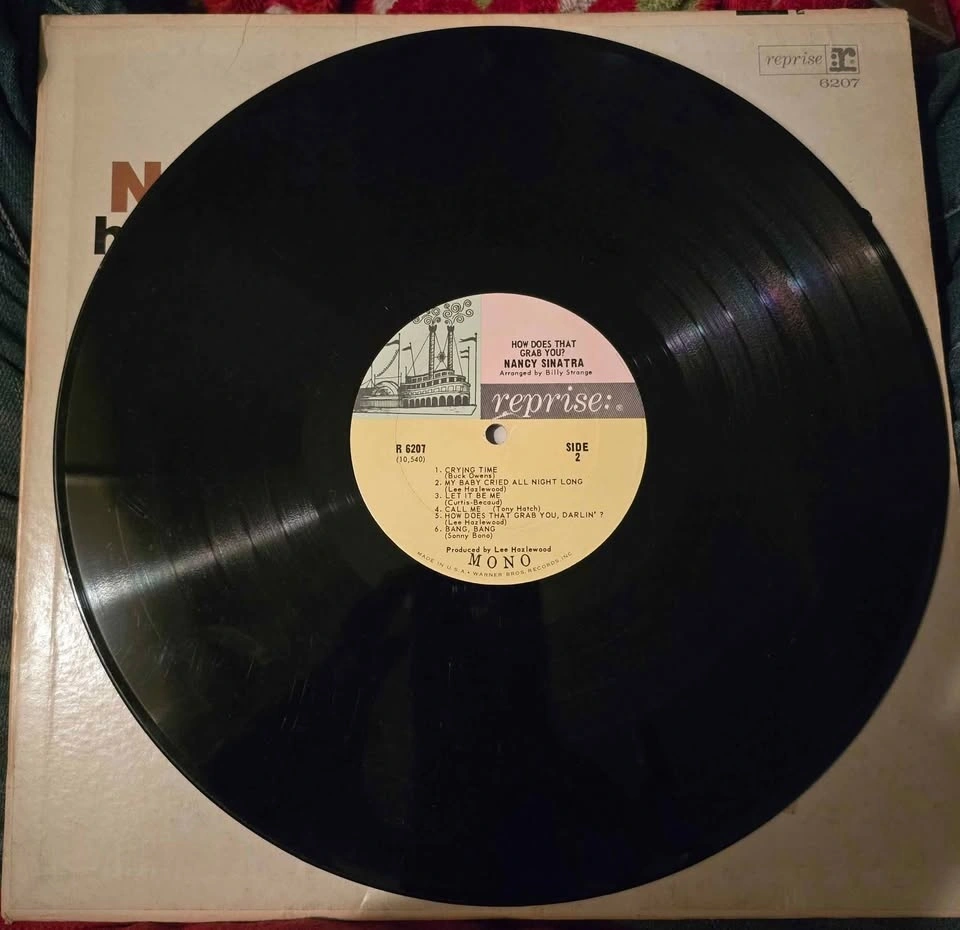 reprise r:
6207
N
h
HOW DOES THAT
GRAB YOU?
NANCY SINATRA
Arranged by Billy Strange
reprise: ®
R 6207
(10,540)
SIDE
2
1. CRYING TIME
(Buck Owens)
2. MY BABY CRIED ALL NIGHT LONG
(Lee Hazlewood)
3. LET IT BE ME
(Curtis-Becaud)
4. CALL ME (Tony Hatch)
5. HOW DOES THAT GRAB YOU, DARLIN' ?
(Lee Hazlewood)
6. BANG, BANG
(Sonny Bono)
Produced by Lee Hazlewood
MONO
MADE IN U.S.A • WARNER BROS. RECORDS, INC.